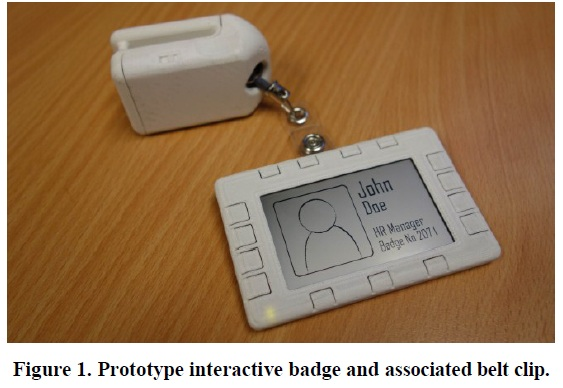 John
Doe
HR Manager
Badge No 2071
Figure 1. Prototype interactive badge and associated belt clip.